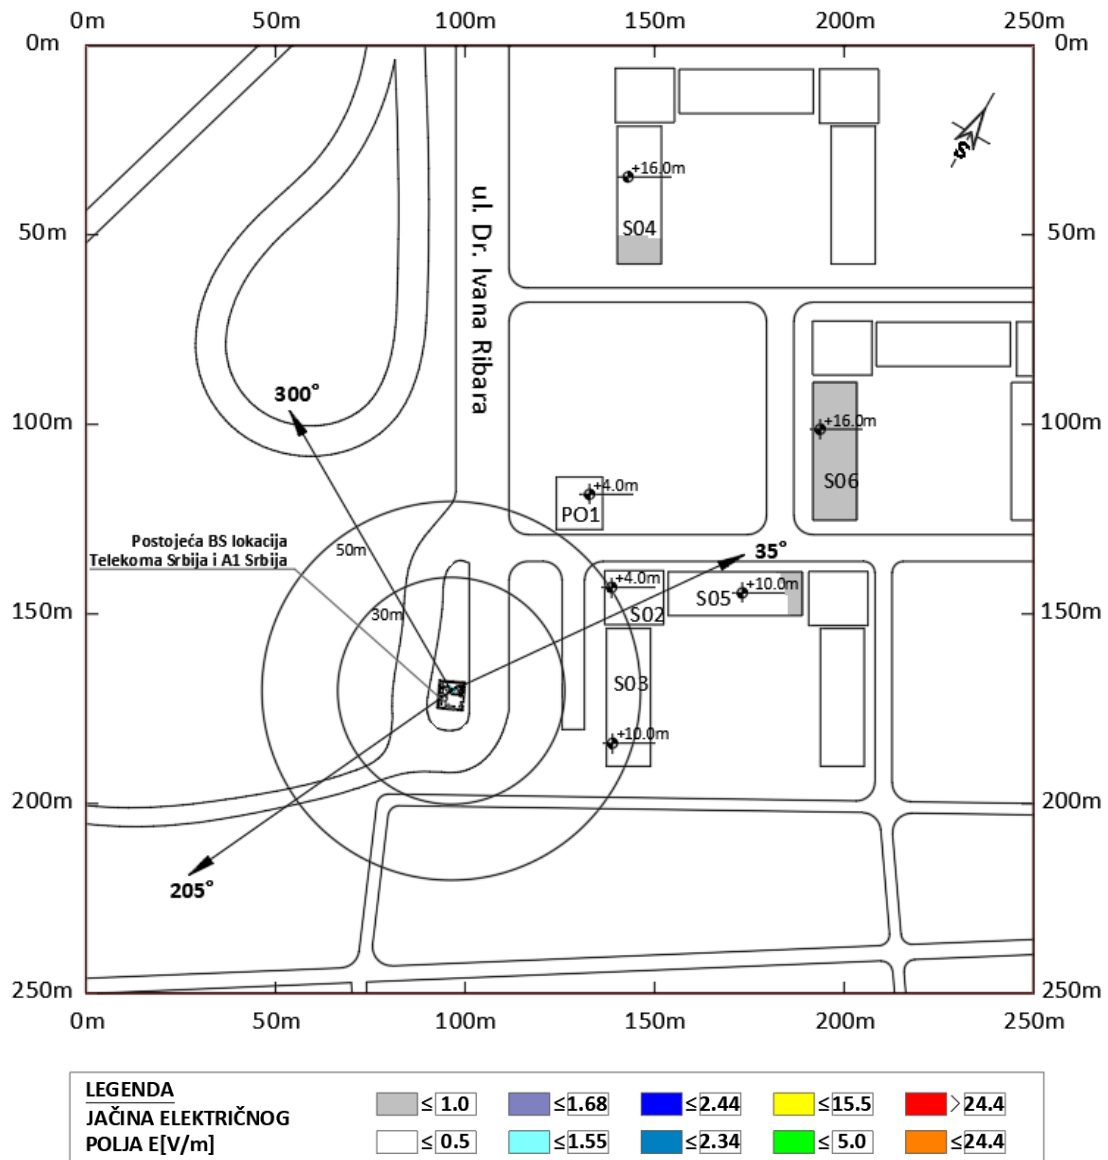 0m 50m 100m 150m 200m 250m
0m 0m
-S-
+16.0m
S04
50m 50m
ul. Dr. Ivana Ribara
300°
100m 100m
+16.0m
S06
+4.0m
PO1
Postojeća BS lokacija
Telekoma Srbija i A1 Srbija
50m
35°
+4.0m
+10.0m
S05
S02
150m 150m
30m
S03
+10.0m
200m 200m
205°
250m 250m
0m 50m 100m 150m 200m 250m
LEGENDA
JAČINA ELEKTRIČNOG
POLJA E[V/m]
≤ 1.0 ≤ 1.68 ≤ 2.44 ≤ 15.5 > 24.4
≤ 0.5 ≤ 1.55 ≤ 2.34 ≤ 5.0 ≤ 24.4